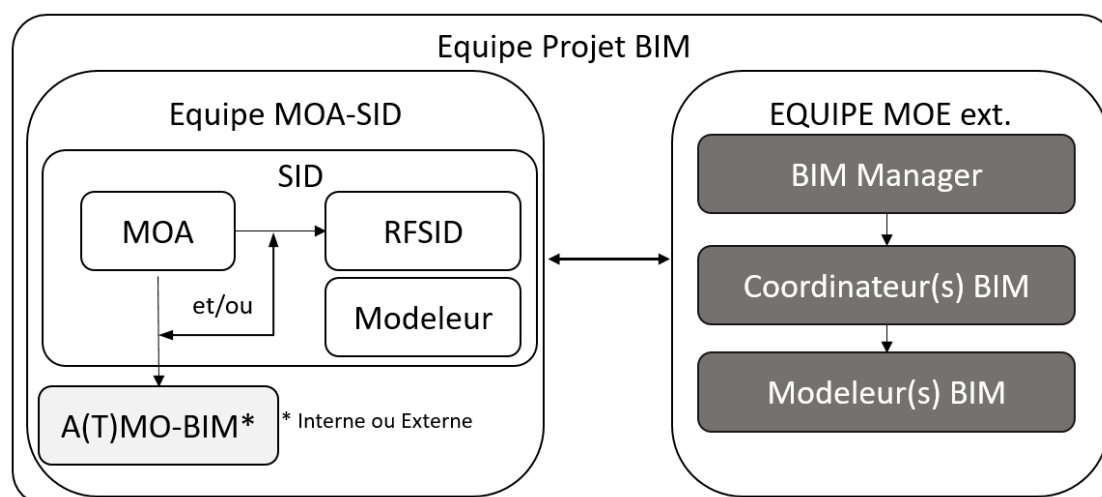 Equipe Projet BIM
Equipe MOA-SID
SID
MOA
RFSID
et/ou
Modeleur
A(T)MO-BIM*
* Interne ou Externe
EQUIPE MOE ext.
BIM Manager
Coordinateur(s) BIM
Modeleur(s) BIM